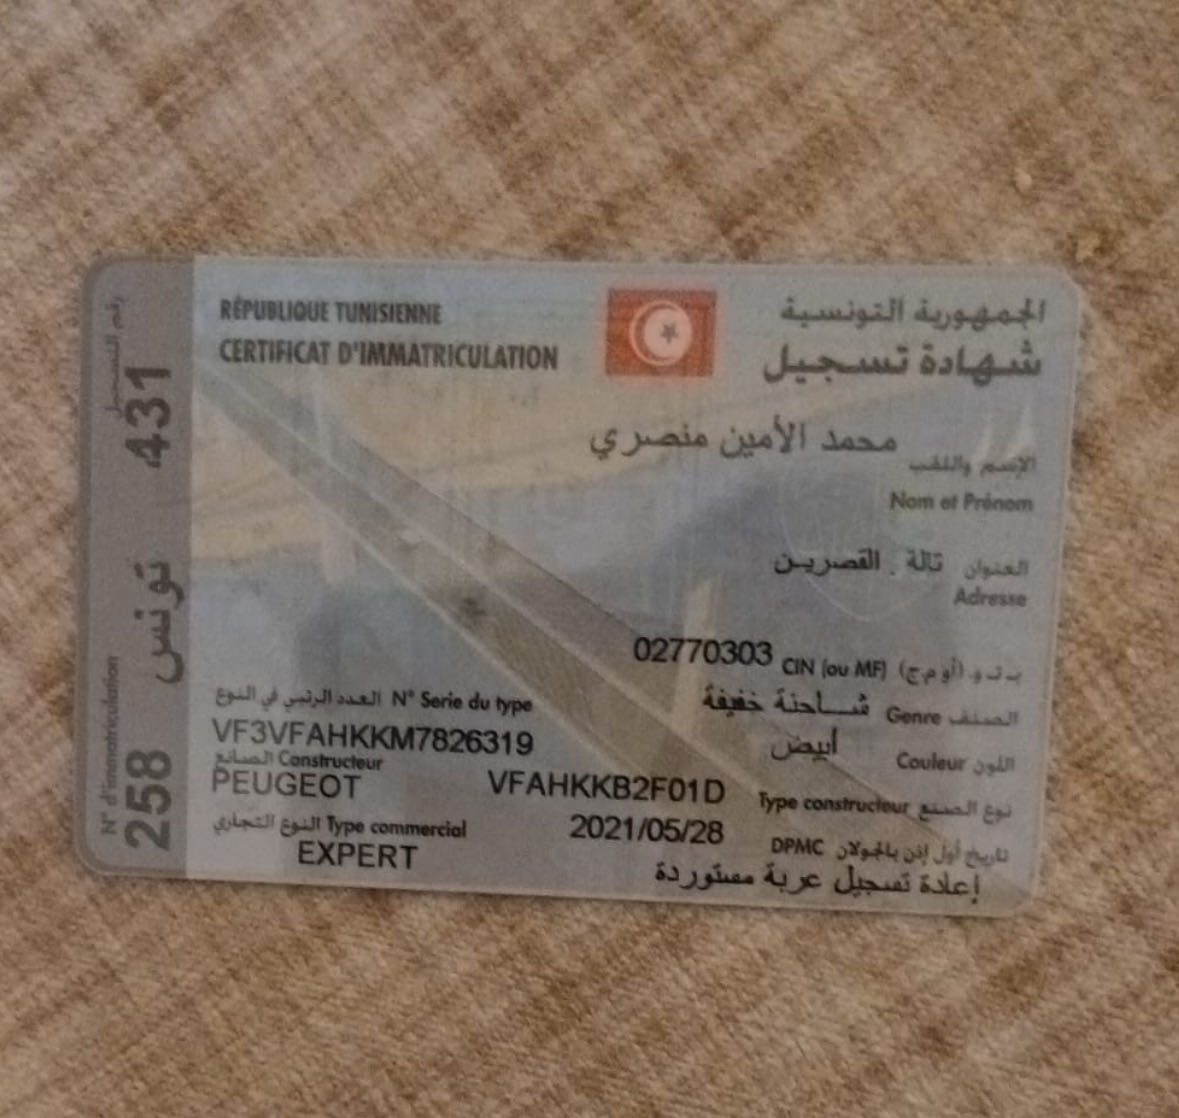 الجمهورية التونسية
RÉPUBLIQUE TUNISIENNE
شهادة تسجيل
CERTIFICAT D'IMMATRICULATION
رقم التسجيل
431 تونس 258
N° d'immatriculation
محمد الأمين منصري
الإسم واللقب
Nom et Prénom
العنوان تالة . القصرين
Adresse
ب.ت.و. (أو م.ج) CIN (ou MF) 02770303
الصنف Genre شاحنة خفيفة
العدد الرتبي في النوع N° Serie du type
VF3VFAHKKM7826319
اللون Couleur أبيض
الصانع Constructeur
PEUGEOT
نوع الصنع Type constructeur VFAHKKB2F01D
النوع التجاري Type commercial
EXPERT
تاريخ أول إذن بالجولان DPMC 2021/05/28
إعادة تسجيل عربة مستوردة